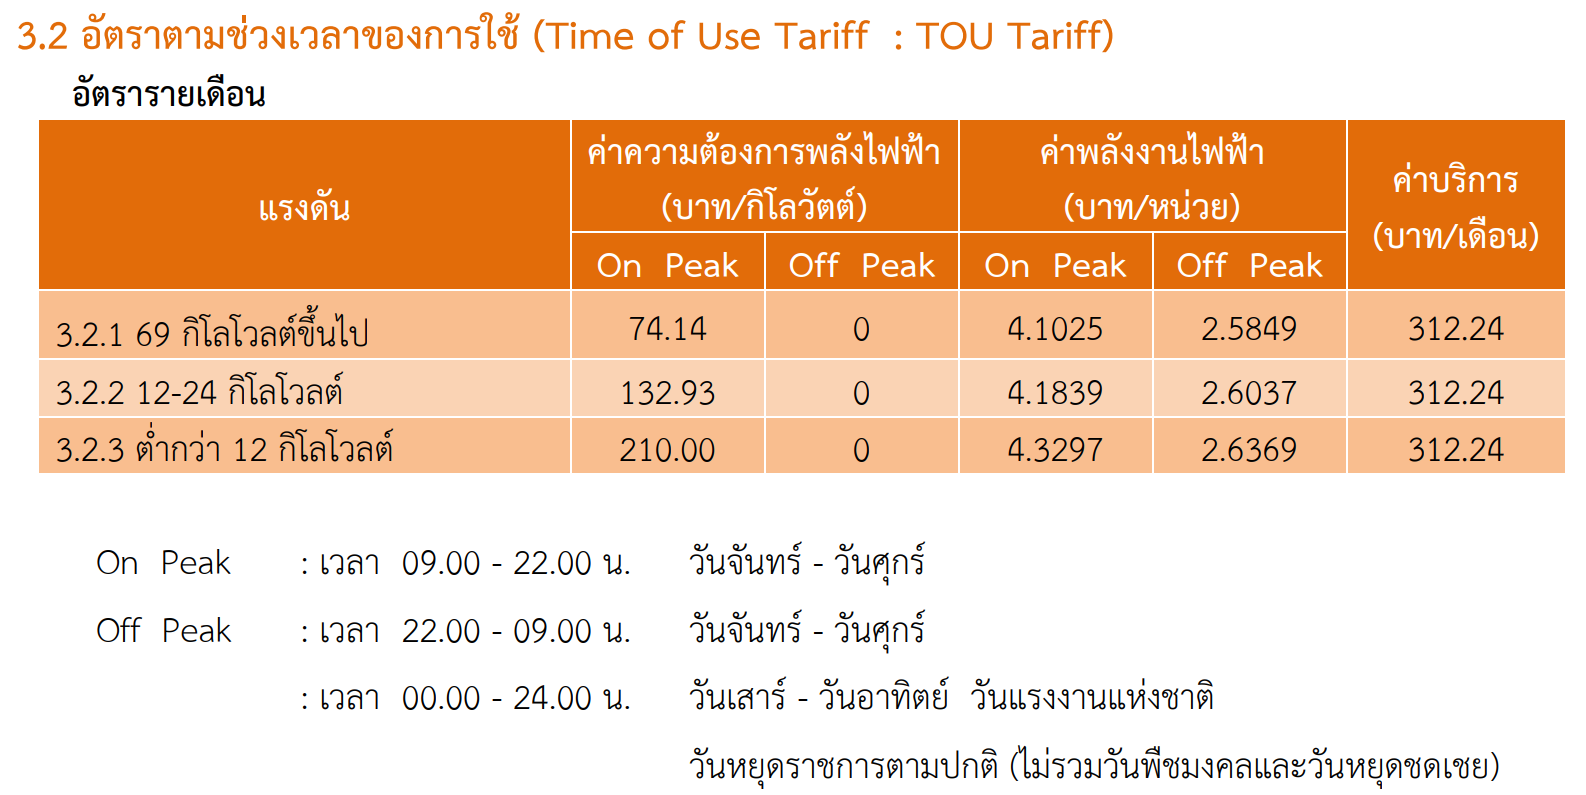 3.2 อัตราตามช่วงเวลาของการใช้ (Time of Use Tariff : TOU Tariff)
อัตรารายเดือน
แรงดัน
ค่าความต้องการพลังไฟฟ้า
(บาท/กิโลวัตต์)
ค่าพลังงานไฟฟ้า
(บาท/หน่วย)
ค่าบริการ
(บาท/เดือน)
On Peak Off Peak On Peak Off Peak
3.2.1 69 กิโลโวลต์ขึ้นไป 74.14 0 4.1025 2.5849 312.24
3.2.2 12-24 กิโลโวลต์ 132.93 0 4.1839 2.6037 312.24
3.2.3 ต่ำกว่า 12 กิโลโวลต์ 210.00 0 4.3297 2.6369 312.24
On Peak : เวลา 09.00 - 22.00 น. วันจันทร์ - วันศุกร์
Off Peak : เวลา 22.00 - 09.00 น. วันจันทร์ - วันศุกร์
: เวลา 00.00 - 24.00 น. วันเสาร์ - วันอาทิตย์ วันแรงงานแห่งชาติ
วันหยุดราชการตามปกติ (ไม่รวมวันพืชมงคลและวันหยุดชดเชย)